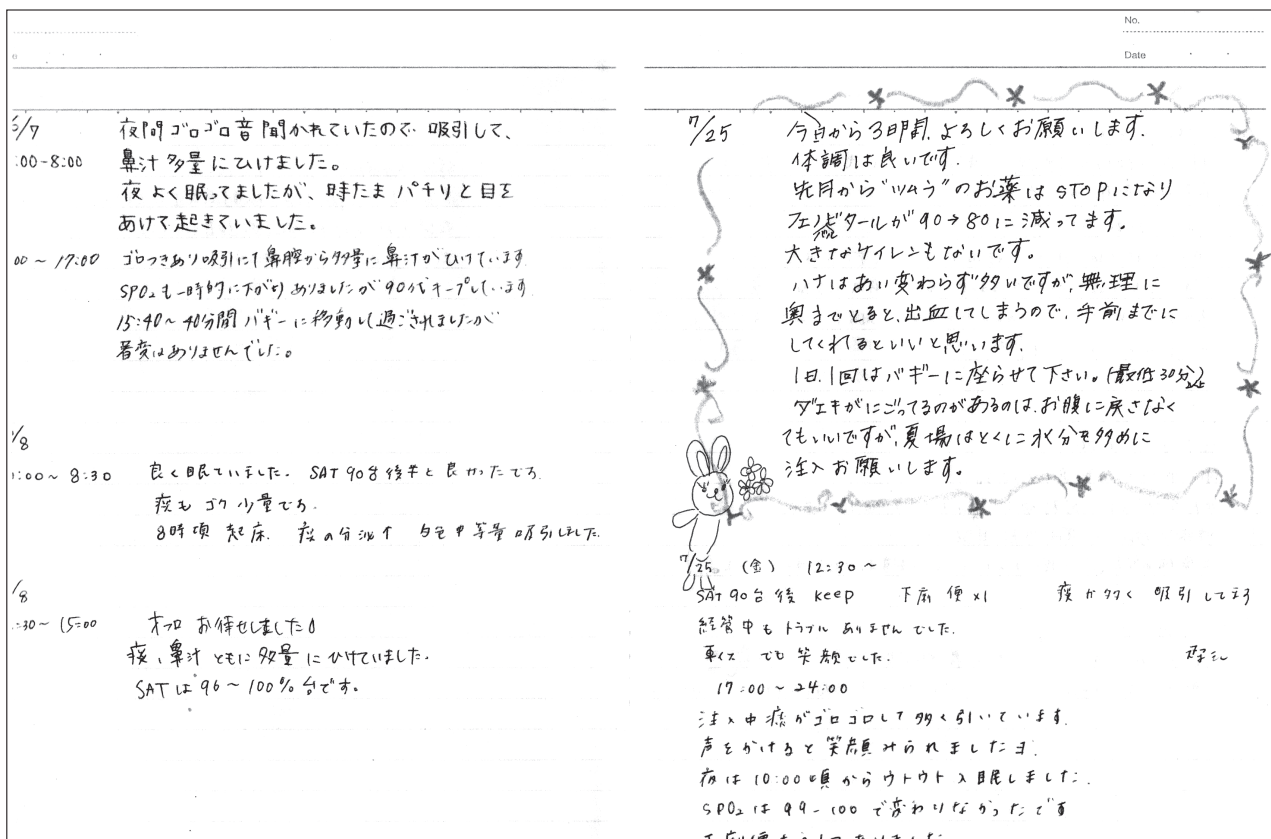 /7
:00-8:00
夜間ゴロゴロ音聞かれていたので吸引して、
鼻汁多量にひけました。
夜よく眠ってましたが、時たまパチリと目を
あけて起きていました。
00～17:00
ゴロつきあり吸引にて鼻腔から多量に鼻汁がひけています
SPO₂も一時的に下がりありましたが90代キープしています
15:40～40分間バギーに移動して過ごされましたが
著変はありませんでした。
/8
:00～8:30
良く眠ていました。SAT 90台後半と良かったです.
痰もゴク少量です.
8時頃起床. 痰の分泌↑ 白色中等量吸引しました.
/8
:30～15:00
オフロお待せしました
痰、鼻汁ともに多量にひけていました.
SATは96～100%台です。
No.
Date
7/25
今日から3日間、よろしくお願いします.
体調は良いです.
先月から"ツムラ"のお薬はSTOPになり
フェノバルビタールが90→80に減ってます。
大きなケイレンもないです。
ハナはあい変わらず多いですが、無理に
奥までとると、出血してしまうので、手前までに
してくれるといいと思います.
1日.1回はバギーに座らせて下さい。(最低30分)
ダエキがにごってるのがあるのは、お腹に戻さなく
てもいいですが、夏場はとくに水分を多めに
注入お願いします。
7/25 (金) 12:30～
SAT 90台後 keep 下痢便×1 痰が多く吸引してます
経管中もトラブルありませんでした.
車イスでも笑顔でした.
17:00～24:00
注入中痰がゴロゴロして多く引いています.
声をかけると笑顔みられましたヨ.
夜は10:00頃からウトウト入眠しました.
SPO₂は99-100で変わりなかったです